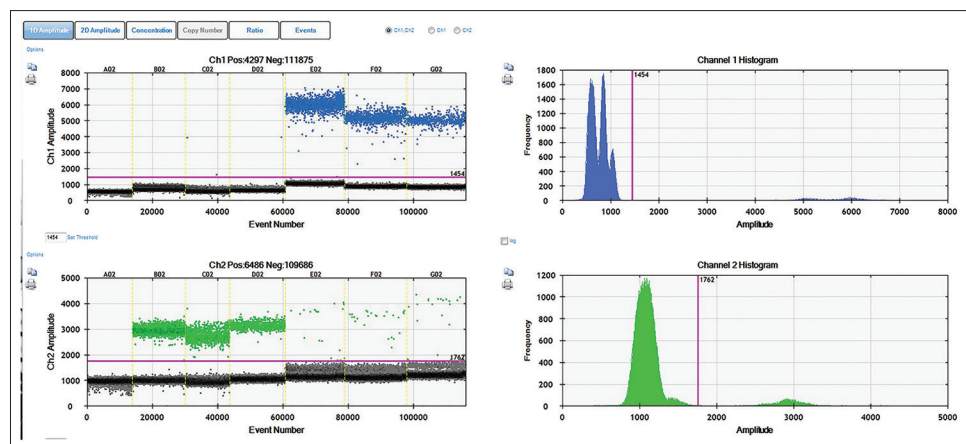 1D Amplitude 2D Amplitude Concentration Copy Number Ratio Events Ch1,Ch2 Ch1 Ch2
Options
Ch1 Pos:4297 Neg:111875
A02 B02 C02 D02 E02 F02 G02
8000
7000
6000
5000
4000
3000
2000
1000
0
Ch1 Amplitude
1454
0 20000 40000 60000 80000 100000
Event Number
1454 Set Threshold
Channel 1 Histogram
1454
1800
1600
1400
1200
1000
800
600
400
200
0
Frequency
0 1000 2000 3000 4000 5000 6000 7000 8000
Amplitude
Options
Ch2 Pos:6486 Neg:109686
A02 B02 C02 D02 E02 F02 G02
5000
4000
3000
2000
1000
0
Ch2 Amplitude
1762
0 20000 40000 60000 80000 100000
Event Number
Channel 2 Histogram
1762
1200
1000
800
600
400
200
0
Frequency
0 1000 2000 3000 4000 5000
Amplitude